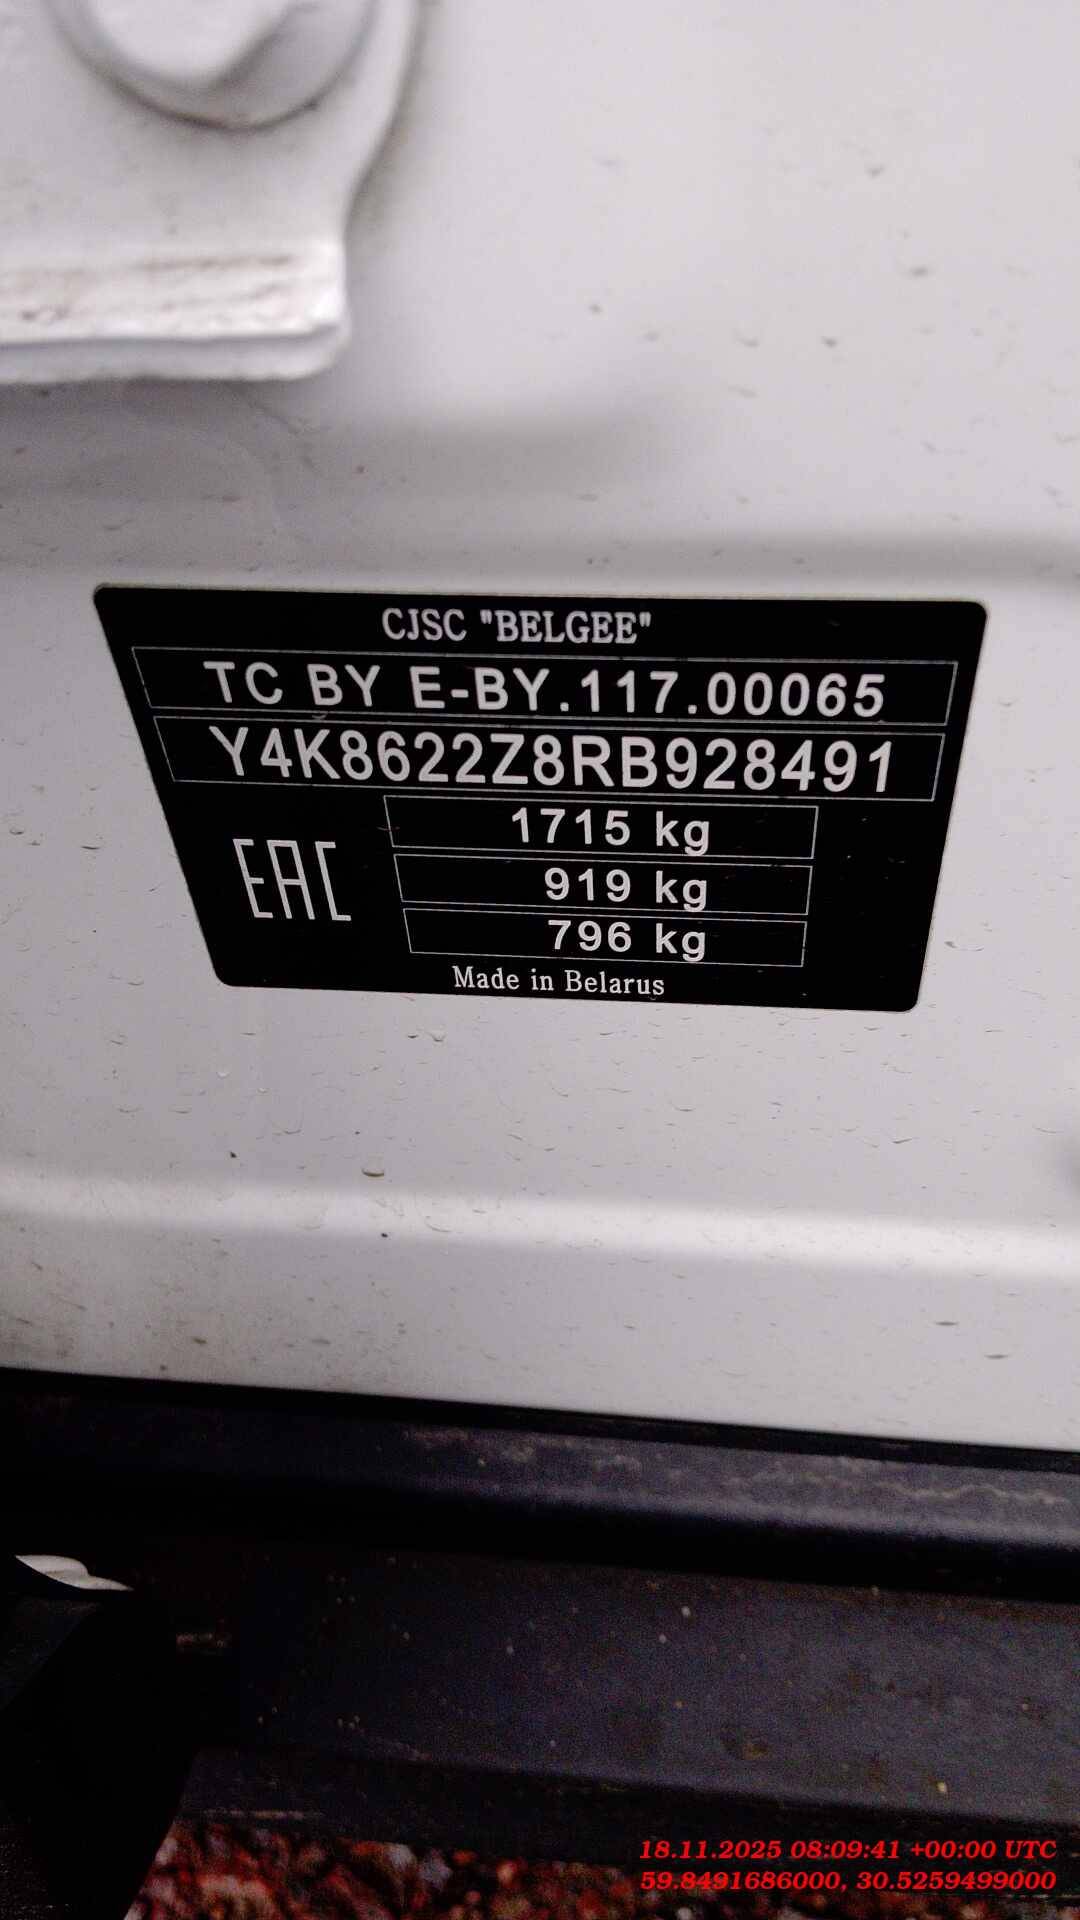 CJSC "BELGEE"
TC BY E-BY.117.00065
Y4K8622Z8RB928491
1715 kg
EAC
919 kg
796 kg
Made in Belarus
18.11.2025 08:09:41 +00:00 UTC
59.8491686000, 30.5259499000